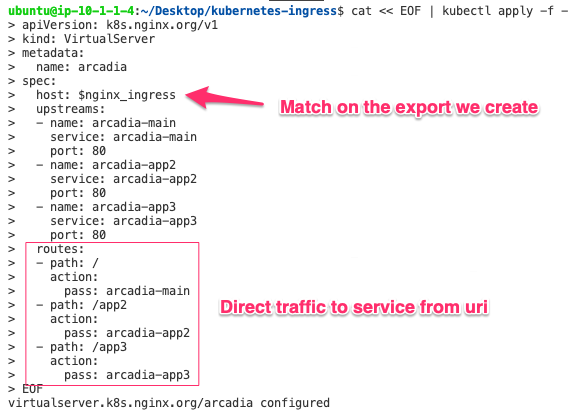 ubuntu@ip-10-1-1-4:~/Desktop/kubernetes-ingress$ cat << EOF | kubectl apply -f -
> apiVersion: k8s.nginx.org/v1
> kind: VirtualServer
> metadata:
>   name: arcadia
> spec:
>   host: $nginx_ingress
Match on the export we create
>   upstreams:
>   - name: arcadia-main
>     service: arcadia-main
>     port: 80
>   - name: arcadia-app2
>     service: arcadia-app2
>     port: 80
>   - name: arcadia-app3
>     service: arcadia-app3
>     port: 80
>   routes:
>   - path: /
>     action:
>       pass: arcadia-main
>   - path: /app2
Direct traffic to service from uri
>     action:
>       pass: arcadia-app2
>   - path: /app3
>     action:
>       pass: arcadia-app3
> EOF
virtualserver.k8s.nginx.org/arcadia configured